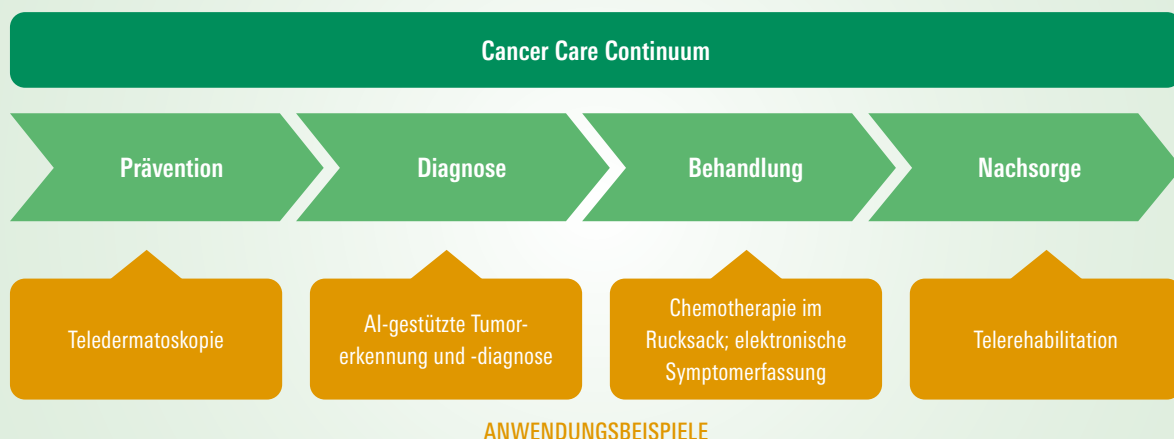 Cancer Care Continuum
Prävention
Diagnose
Behandlung
Nachsorge
Teledermatoskopie
AI-gestützte Tumor-
erkennung und -diagnose
Chemotherapie im
Rucksack; elektronische
Symptomerfassung
Telerehabilitation
ANWENDUNGSBEISPIELE